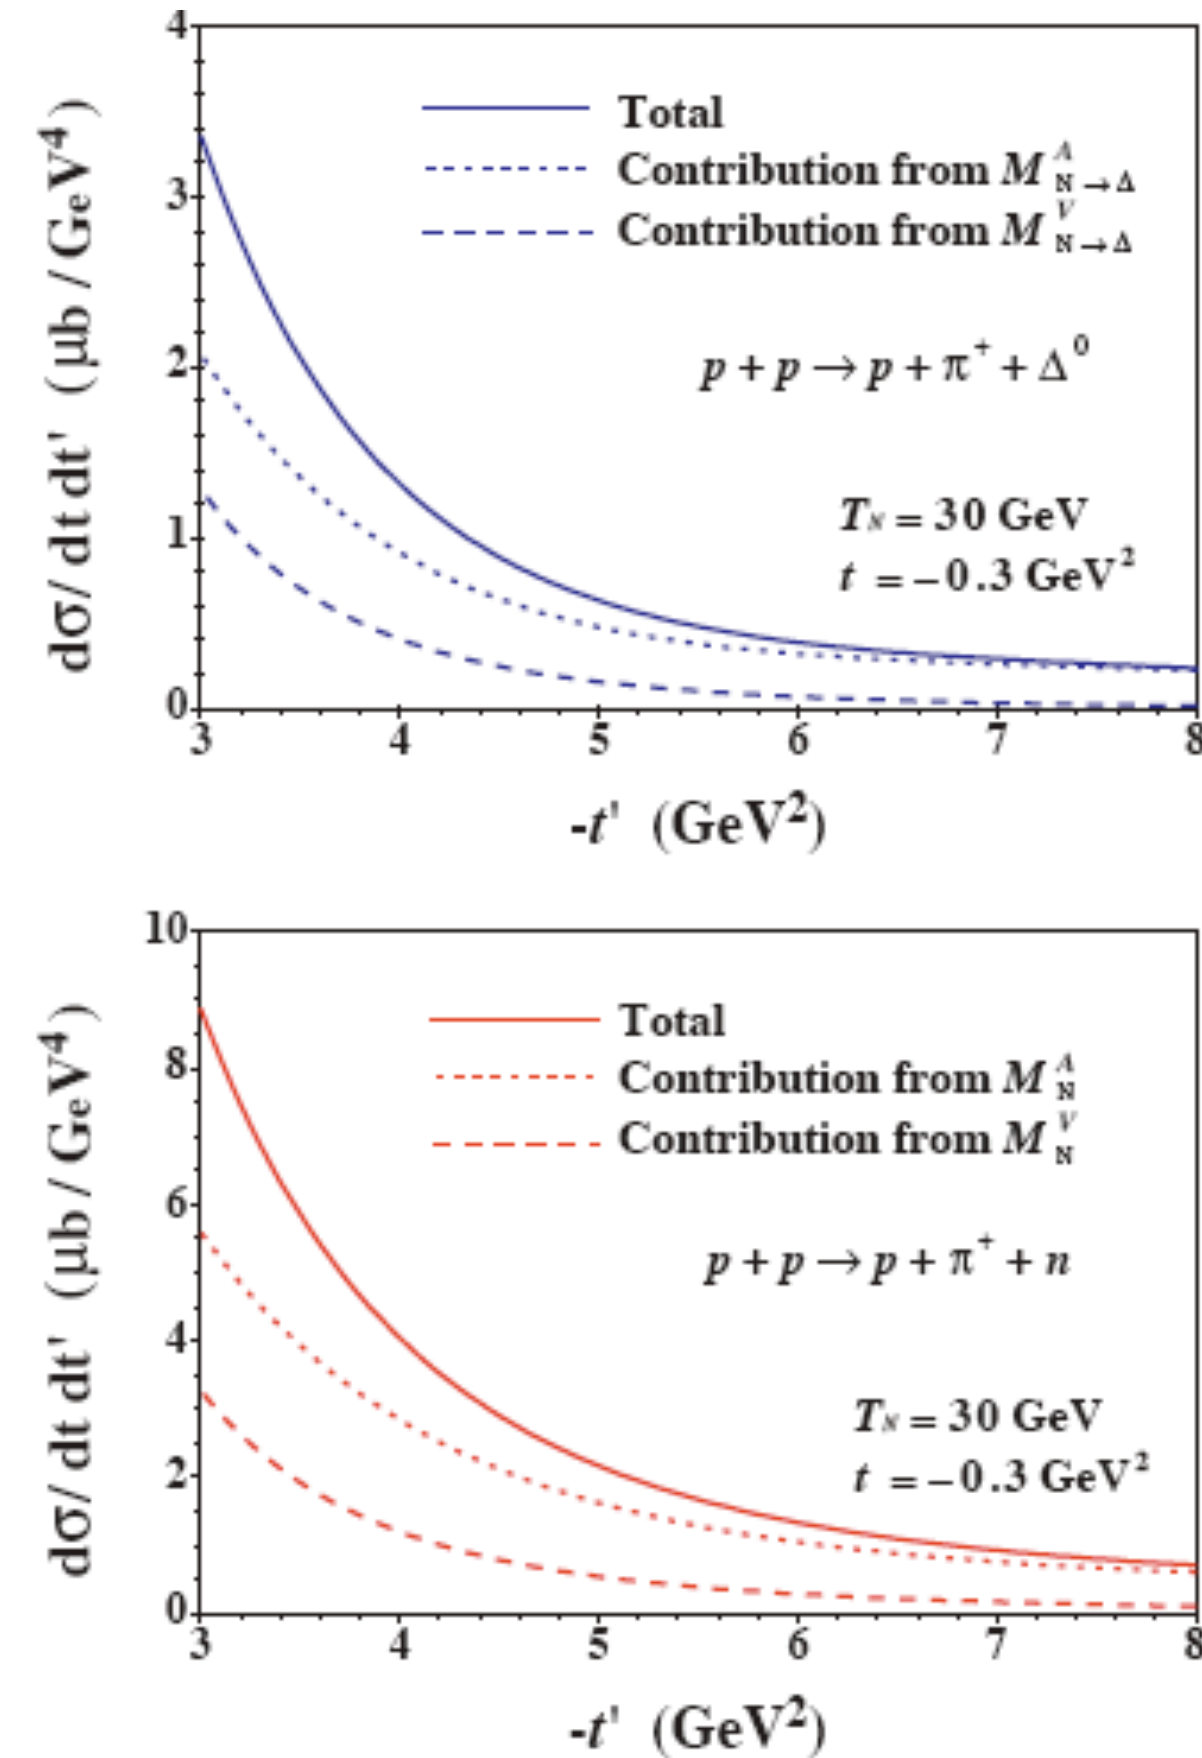 4
3
2
1
0
dσ/ dt dt' (μb / GeV⁴)
Total
Contribution from M^A_N→Δ
Contribution from M^V_N→Δ
p + p → p + π⁺ + Δ⁰
T_N = 30 GeV
t = −0.3 GeV²
3 4 5 6 7 8
-t' (GeV²)
10
8
6
4
2
0
dσ/ dt dt' (μb / GeV⁴)
Total
Contribution from M^A_N
Contribution from M^V_N
p + p → p + π⁺ + n
T_N = 30 GeV
t = −0.3 GeV²
3 4 5 6 7 8
-t' (GeV²)